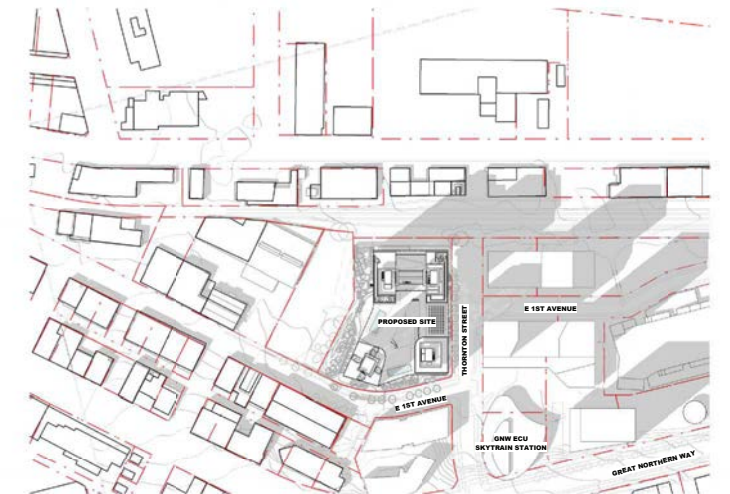 E 1ST AVENUE
PROPOSED SITE
THORNTON STREET
E 1ST AVENUE
GNW ECU
SKYTRAIN STATION
GREAT NORTHERN WAY